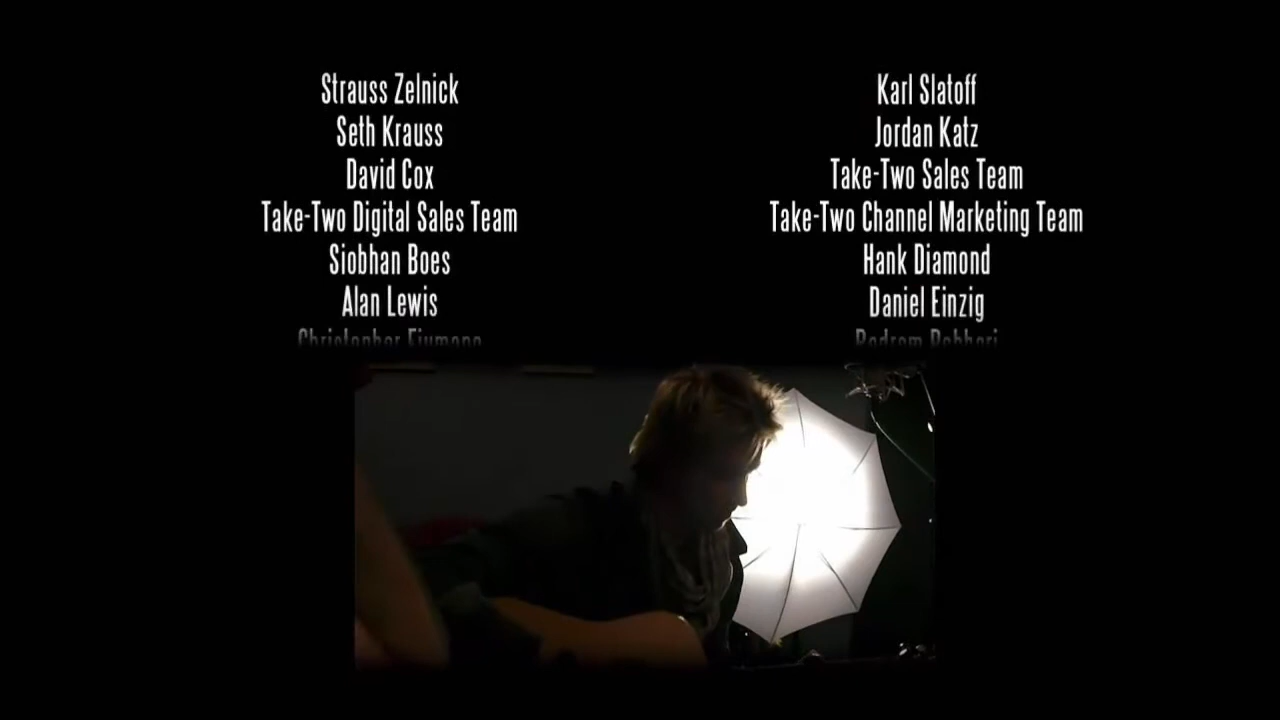 Strauss Zelnick Karl Slatoff
Seth Krauss Jordan Katz
David Cox Take-Two Sales Team
Take-Two Digital Sales Team Take-Two Channel Marketing Team
Siobhan Boes Hank Diamond
Alan Lewis Daniel Einzig
Christopher